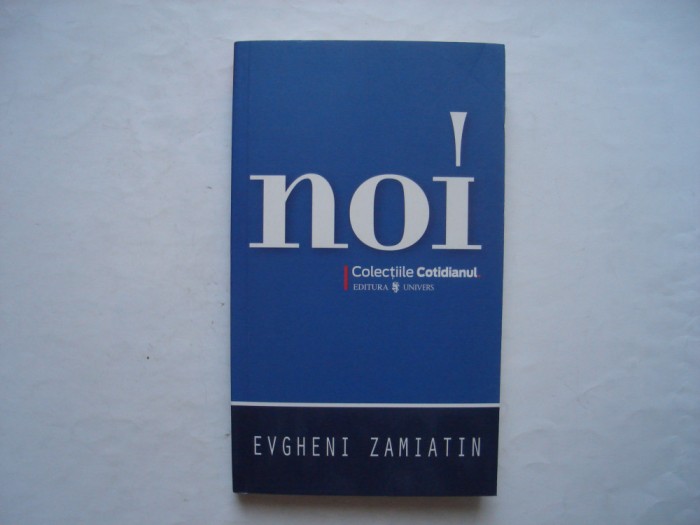 noi
Colecțiile Cotidianul.
EDITURA UNIVERS
EVGHENI ZAMIATIN